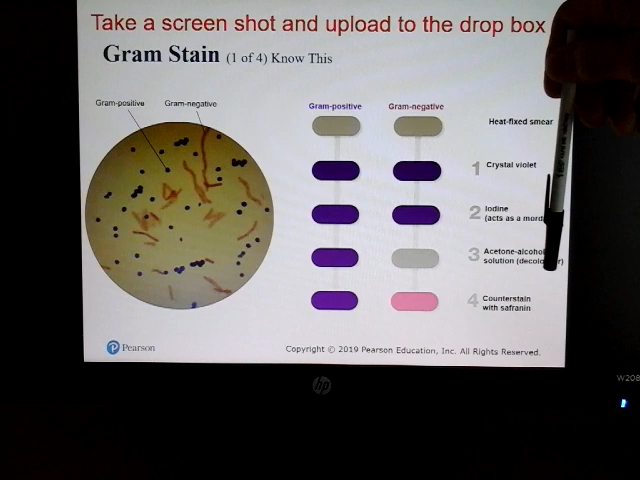 Take a screen shot and upload to the drop box
Gram Stain (1 of 4) Know This
Gram-positive Gram-negative
Gram-positive Gram-negative
Heat-fixed smear
1 Crystal violet
2 Iodine
(acts as a
3 Acetone-alcohol
solution
4 Counterstain
with safranin
Pearson
Copyright © 2019 Pearson Education, Inc. All Rights Reserved.
hp
W208